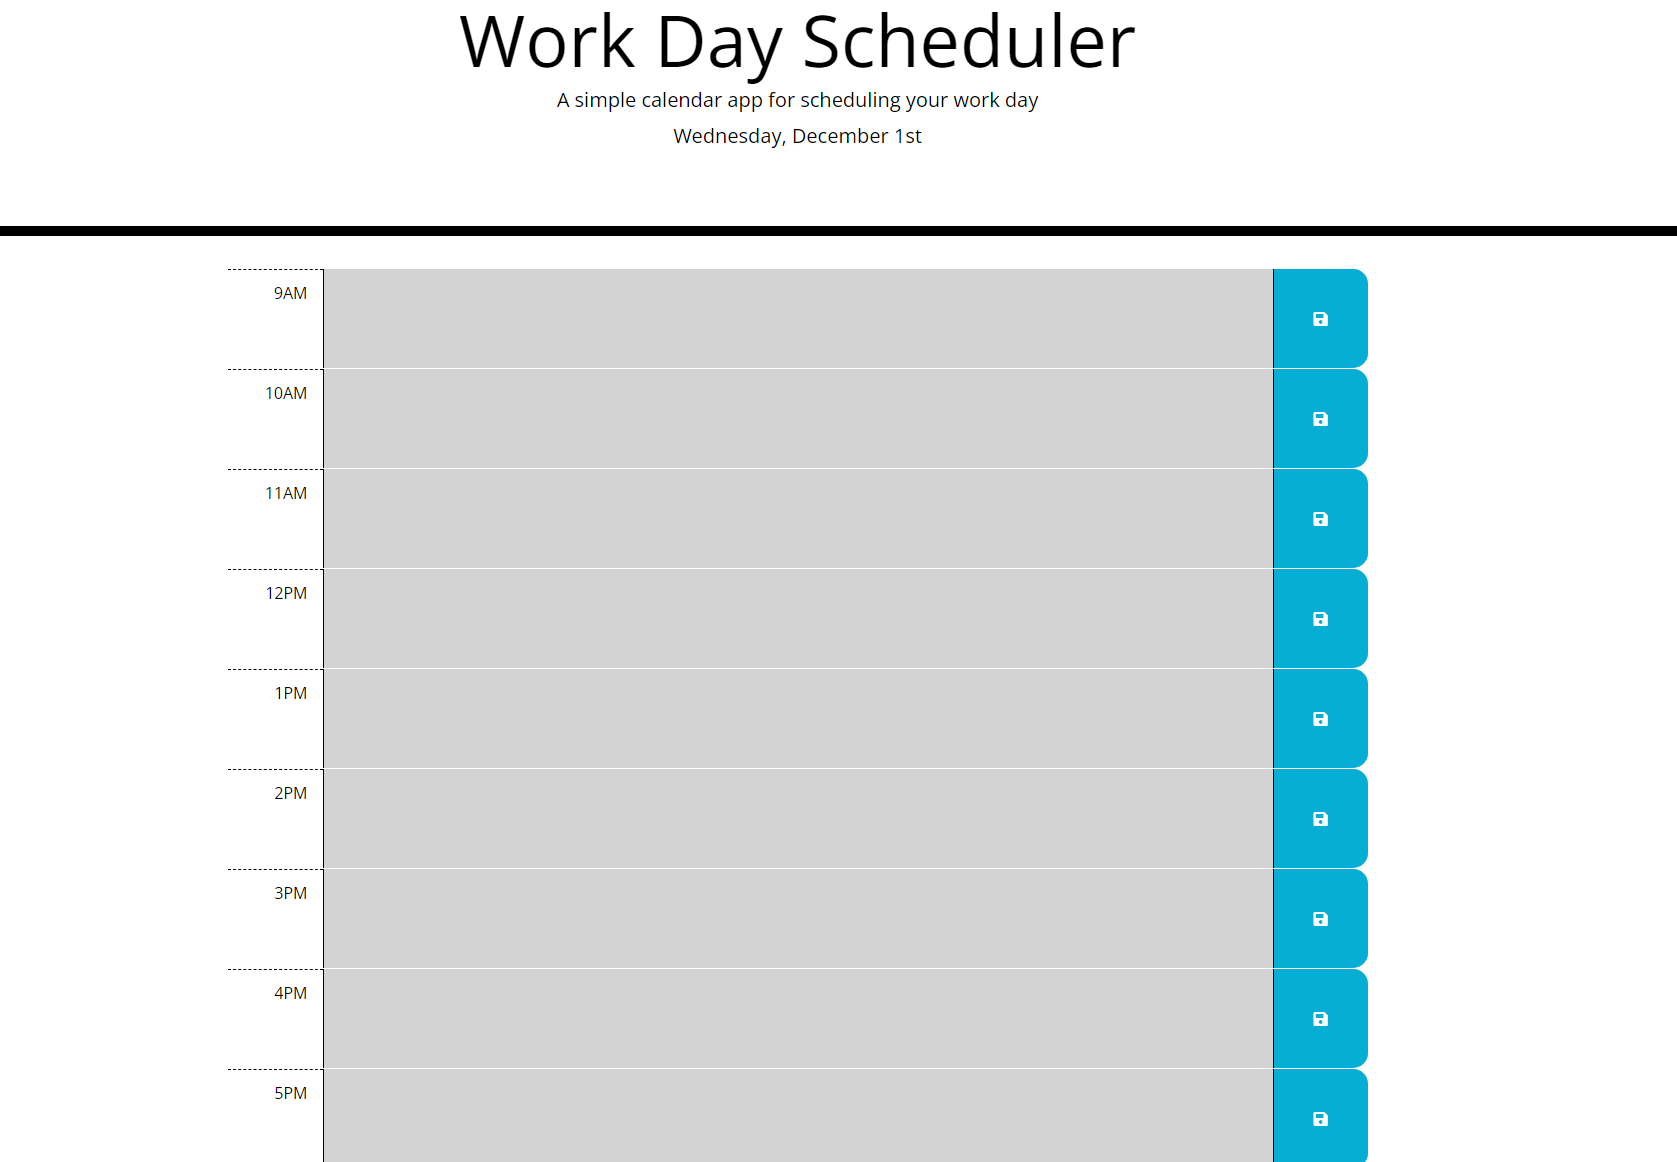 Work Day Scheduler
A simple calendar app for scheduling your work day
Wednesday, December 1st
9AM
10AM
11AM
12PM
1PM
2PM
3PM
4PM
5PM